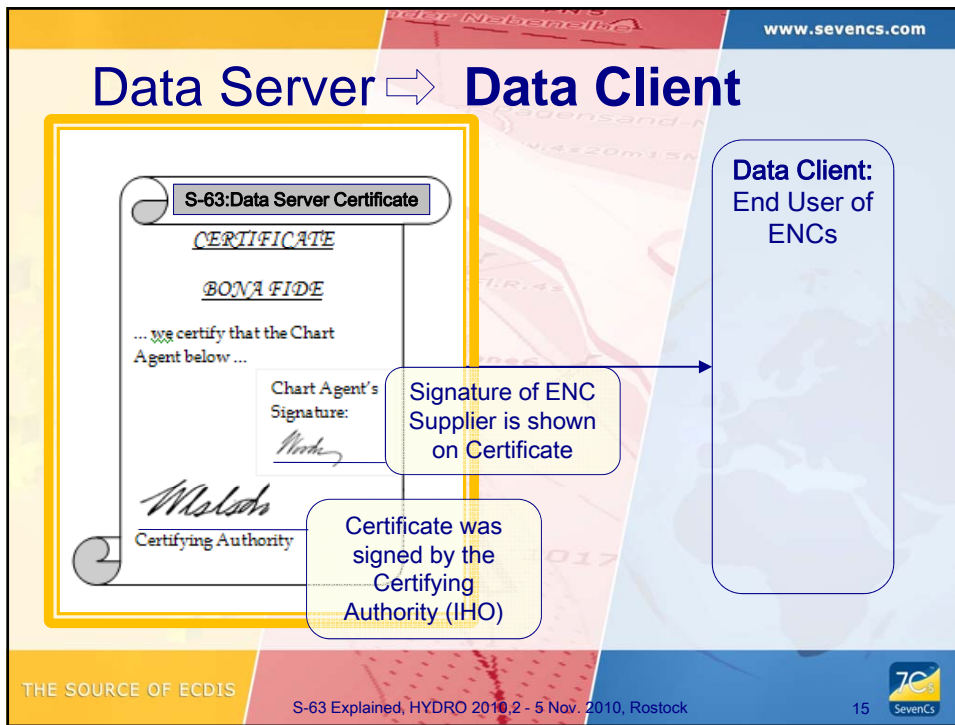 www.sevencs.com
Data Server ⇨ Data Client
S-63:Data Server Certificate
CERTIFICATE
BONA FIDE
... we certify that the Chart
Agent below ...
Chart Agent's
Signature:
Certifying Authority
Signature of ENC
Supplier is shown
on Certificate
Certificate was
signed by the
Certifying
Authority (IHO)
Data Client:
End User of
ENCs
THE SOURCE OF ECDIS
S-63 Explained, HYDRO 2010,2 - 5 Nov. 2010, Rostock
15
7Cs
SevenCs